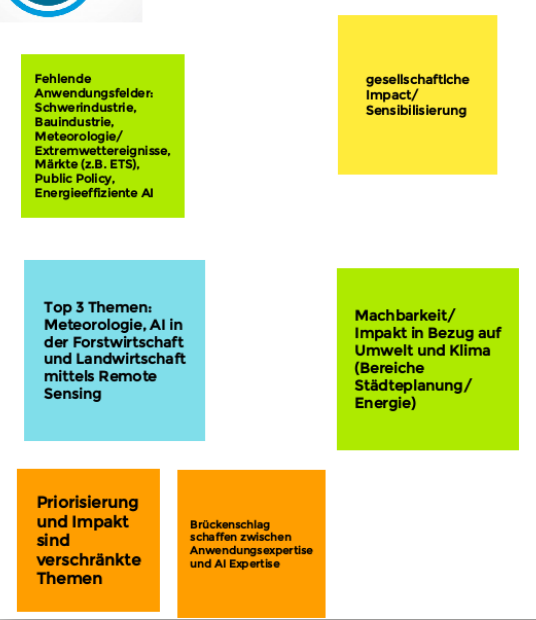 Fehlende
Anwendungsfelder:
Schwerindustrie,
Bauindustrie,
Meteorologie/
Extremwettereignisse,
Märkte (z.B. ETS),
Public Policy,
Energieeffiziente AI
gesellschaftlche
Impact/
Sensibilisierung
Top 3 Themen:
Meteorologie, AI in
der Forstwirtschaft
und Landwirtschaft
mittels Remote
Sensing
Machbarkeit/
Impakt in Bezug auf
Umwelt und Klima
(Bereiche
Städteplanung/
Energie)
Priorisierung
und Impakt
sind
verschränkte
Themen
Brückenschlag
schaffen zwischen
Anwendungsexpertise
und AI Expertise